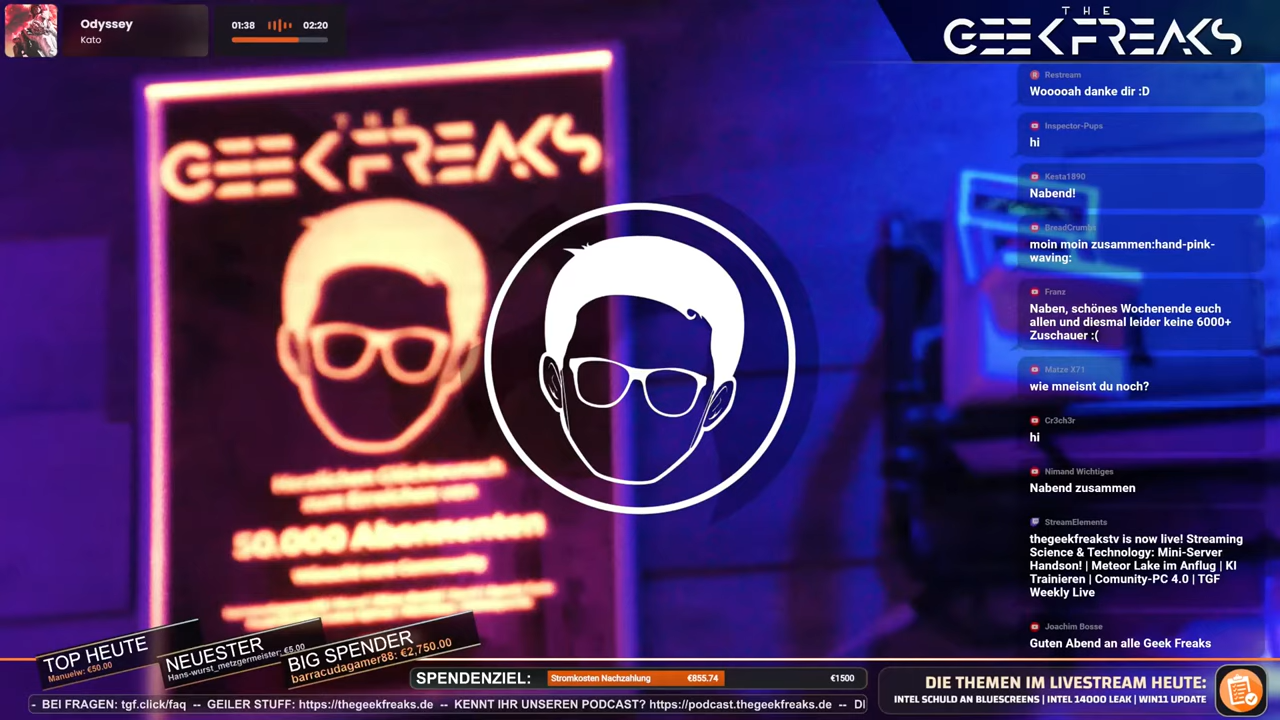 Odyssey
Kato
01:38
02:20
THE
GEEKFREAKS
THE
GEEKFREAKS
50.000 Abonnenten
Restream
Wooooah danke dir :D
Inspector-Pups
hi
Kesta1890
Nabend!
BreadCrumbs
moin moin zusammen:hand-pink-
waving:
Franz
Naben, schönes Wochenende euch
allen und diesmal leider keine 6000+
Zuschauer :(
Matze X71
wie mneisnt du noch?
Cr3ch3r
hi
Nimand Wichtiges
Nabend zusammen
StreamElements
thegeekfreakstv is now live! Streaming
Science & Technology: Mini-Server
Handson! | Meteor Lake im Anflug | KI
Trainieren | Comunity-PC 4.0 | TGF
Weekly Live
Joachim Bosse
Guten Abend an alle Geek Freaks
TOP HEUTE
Manuelw: €50.00
NEUESTER
Hans-wurst_metzgermeister: €5.00
BIG SPENDER
barracudagamer88: €2,750.00
SPENDENZIEL:
Stromkosten Nachzahlung
€855.74
€1500
DIE THEMEN IM LIVESTREAM HEUTE:
INTEL SCHULD AN BLUESCREENS | INTEL 14000 LEAK | WIN11 UPDATE
- BEI FRAGEN: tgf.click/faq -- GEILER STUFF: https://thegeekfreaks.de -- KENNT IHR UNSEREN PODCAST? https://podcast.thegeekfreaks.de -- DI